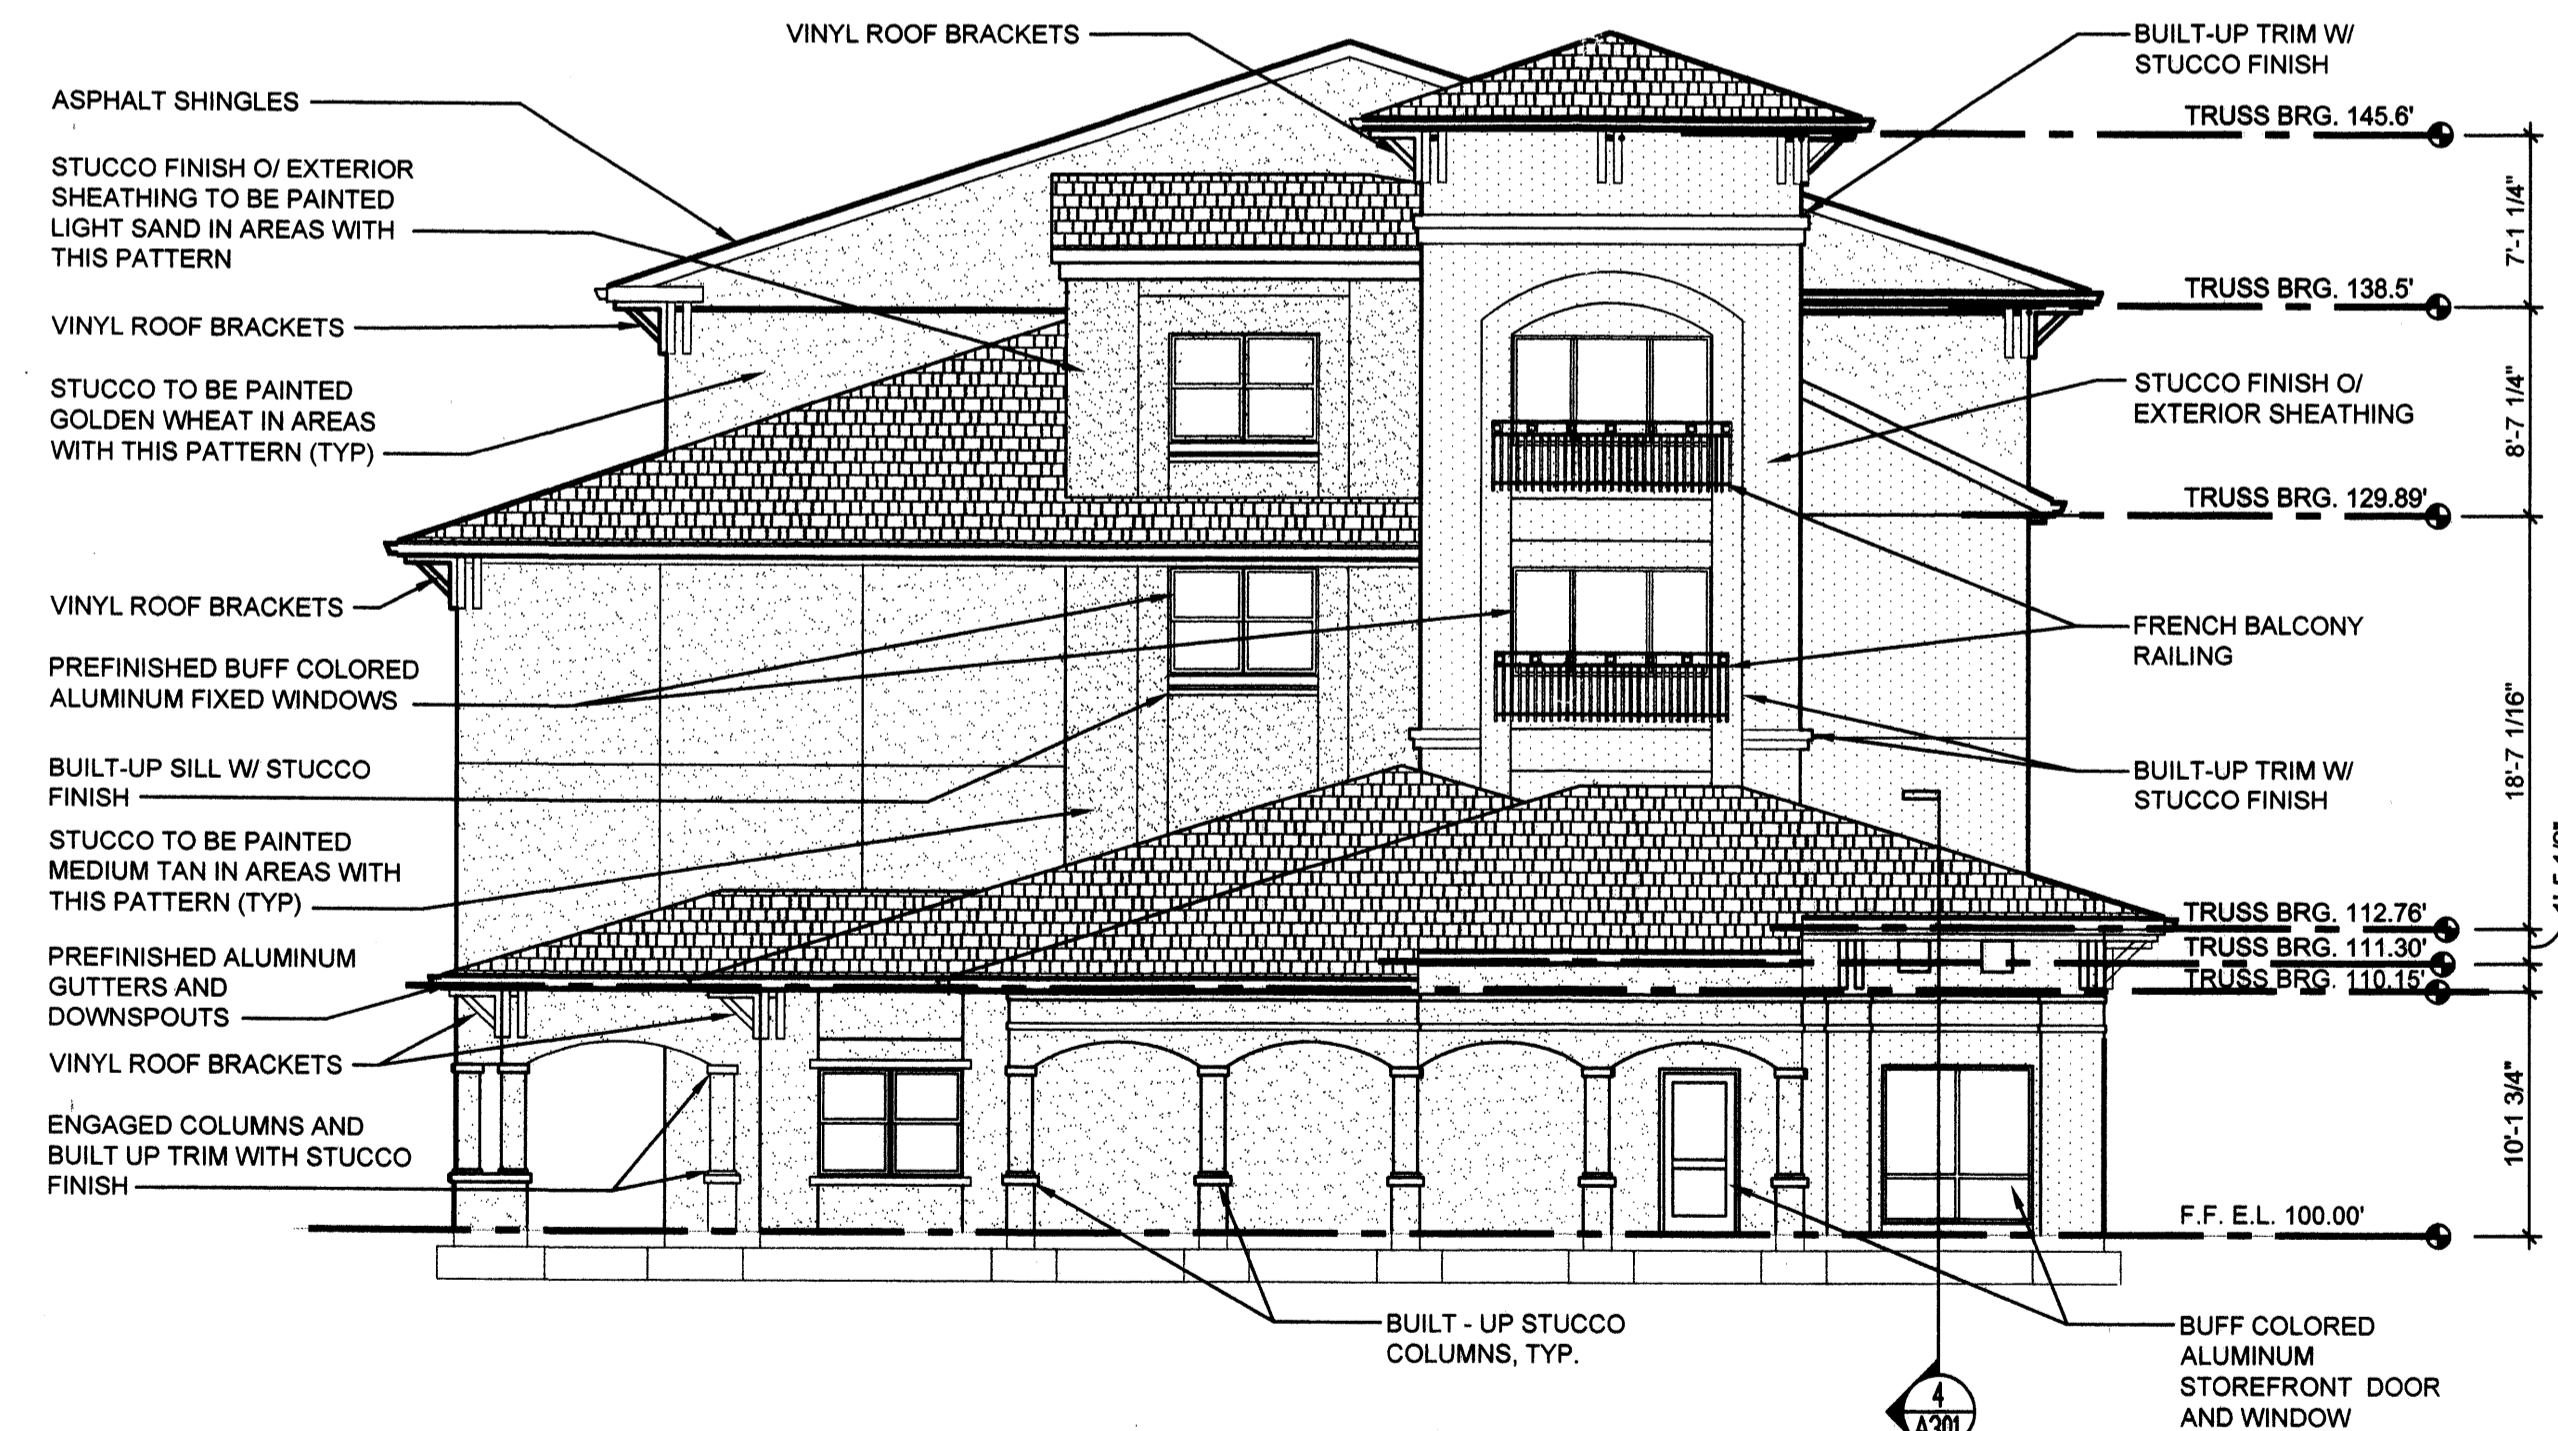 VINYL ROOF BRACKETS
ASPHALT SHINGLES
STUCCO FINISH O/ EXTERIOR
SHEATHING TO BE PAINTED
LIGHT SAND IN AREAS WITH
THIS PATTERN
VINYL ROOF BRACKETS
STUCCO TO BE PAINTED
GOLDEN WHEAT IN AREAS
WITH THIS PATTERN (TYP)
VINYL ROOF BRACKETS
PREFINISHED BUFF COLORED
ALUMINUM FIXED WINDOWS
BUILT-UP SILL W/ STUCCO
FINISH
STUCCO TO BE PAINTED
MEDIUM TAN IN AREAS WITH
THIS PATTERN (TYP)
PREFINISHED ALUMINUM
GUTTERS AND
DOWNSPOUTS
VINYL ROOF BRACKETS
ENGAGED COLUMNS AND
BUILT UP TRIM WITH STUCCO
FINISH
BUILT-UP TRIM W/
STUCCO FINISH
TRUSS BRG. 145.6'
7'-1 1/4"
TRUSS BRG. 138.5'
STUCCO FINISH O/
EXTERIOR SHEATHING
8'-7 1/4"
TRUSS BRG. 129.89'
FRENCH BALCONY
RAILING
18'-7 1/16"
BUILT-UP TRIM W/
STUCCO FINISH
TRUSS BRG. 112.76'
TRUSS BRG. 111.30'
TRUSS BRG. 110.15'
10'-1 3/4"
F.F. E.L. 100.00'
BUILT - UP STUCCO
COLUMNS, TYP.
4
A301
BUFF COLORED
ALUMINUM
STOREFRONT DOOR
AND WINDOW